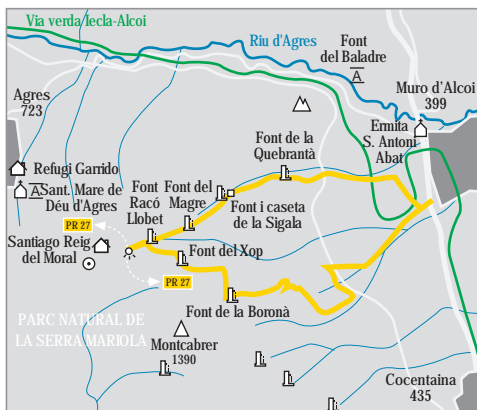 Via verda Iecla-Alcoi
Riu d'Agres
Font
del Baladre
A
Muro d'Alcoi
399
Agres
723
Ermita
S. Antoni
Abat
Font de la
Quebrantà
Refugi Garrido
A Sant. Mare de
Déu d'Agres
Font
Racó
Llobet
Font del
Magre
Font i caseta
de la Sigala
PR 27
Santiago Reig
del Moral
Font del Xop
PR 27
Font de la Boronà
PARC NATURAL DE
LA SERRA MARIOLA
Montcabrer
1390
Cocentaina
435